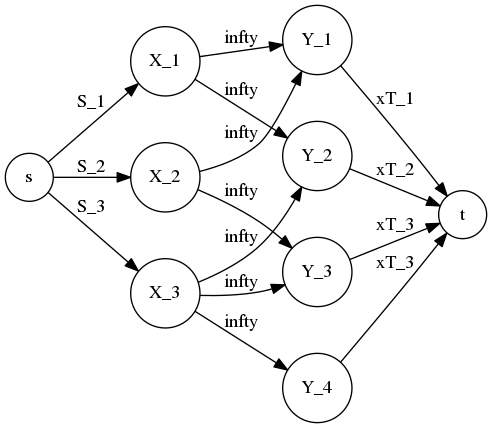 s
S_1
S_2
S_3
X_1
X_2
X_3
infty
infty
infty
infty
infty
infty
infty
Y_1
Y_2
Y_3
Y_4
xT_1
xT_2
xT_3
xT_3
t